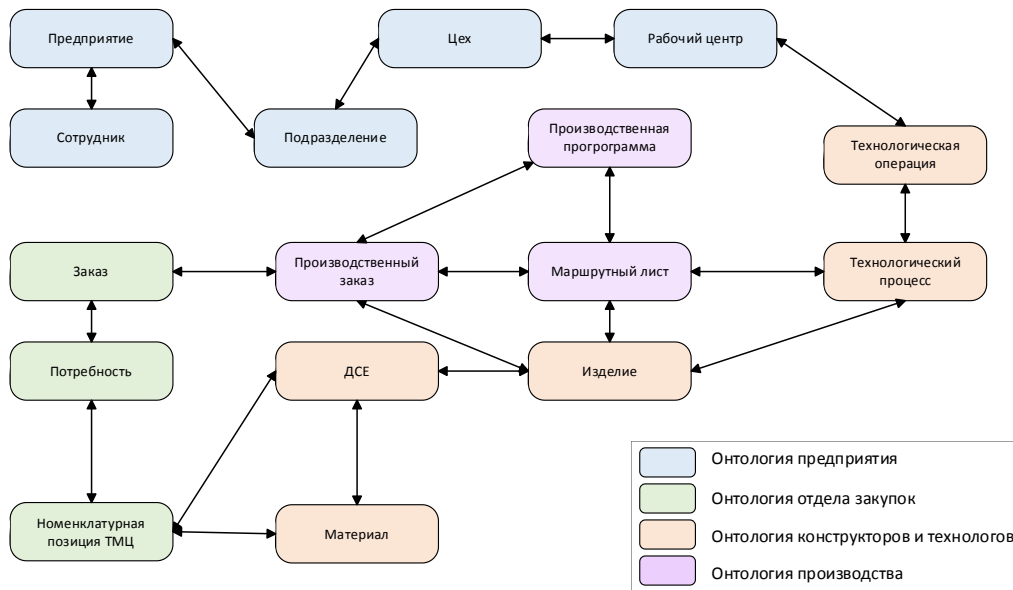 Предприятие
Цех
Рабочий центр
Сотрудник
Подразделение
Производственная
прогрограмма
Технологическая
операция
Заказ
Производственный
заказ
Маршрутный лист
Технологический
процесс
Потребность
ДСЕ
Изделие
Номенклатурная
позиция ТМЦ
Материал
Онтология предприятия
Онтология отдела закупок
Онтология конструкторов и технологов
Онтология производства